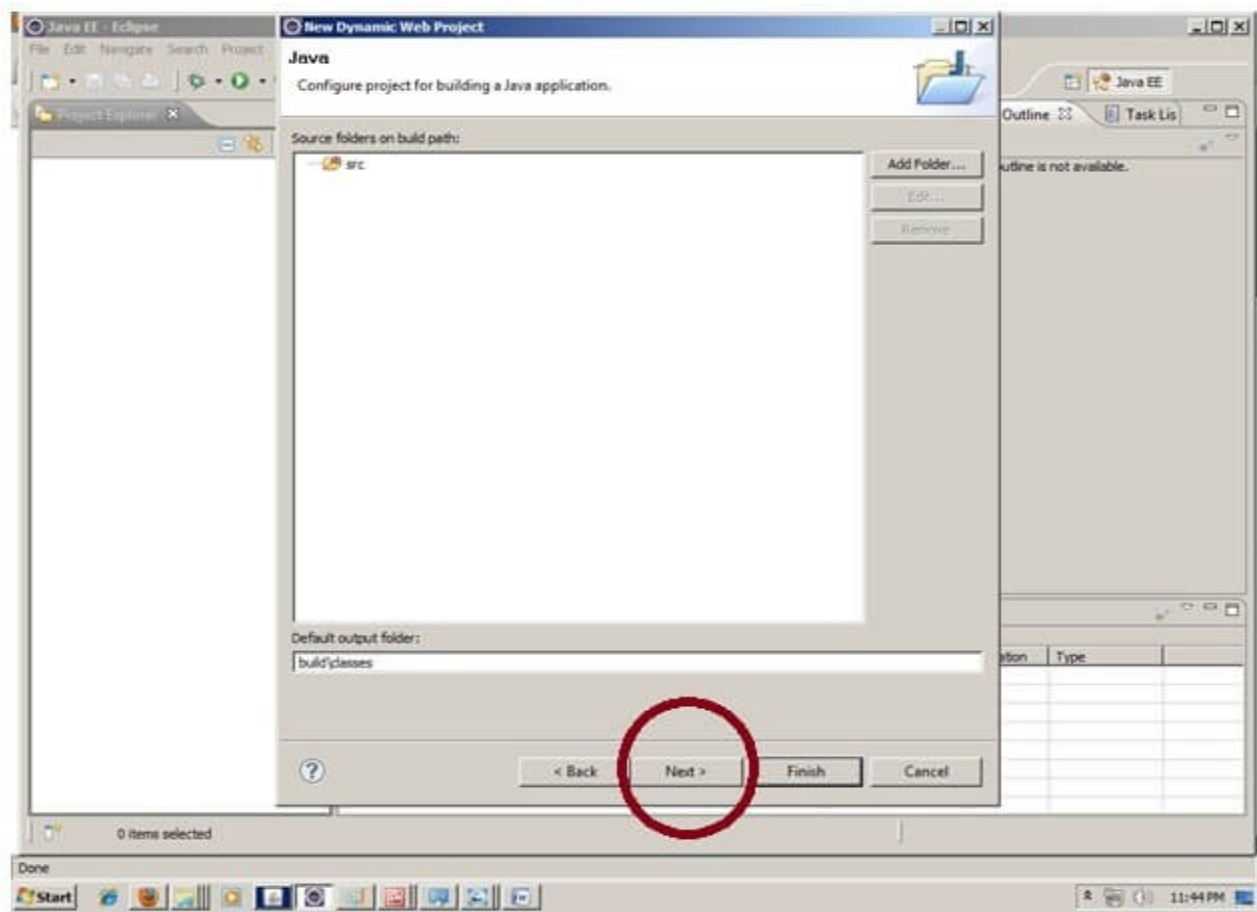 Java EE - Eclipse
File Edit Navigate Search Project
Project Explorer
New Dynamic Web Project
Java
Configure project for building a Java application.
Source folders on build path:
src
Add Folder...
Edit...
Remove
Default output folder:
build\classes
< Back
Next >
Finish
Cancel
Java EE
Outline
Task Lis
utline is not available.
ation
Type
0 items selected
Done
Start
11:44 PM